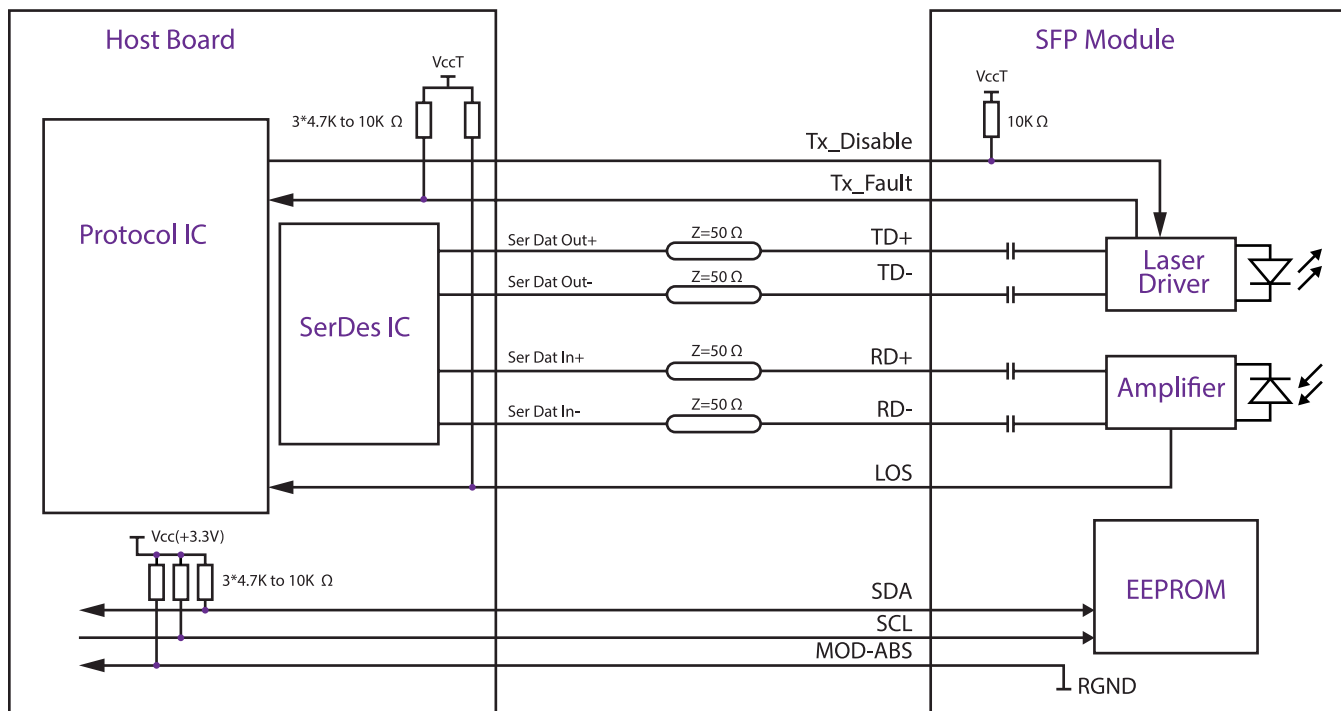 Host Board
SFP Module
VccT
VccT
3*4.7K to 10K Ω
10K Ω
Tx_Disable
Tx_Fault
Protocol IC
Ser Dat Out+
Z=50 Ω
TD+
Ser Dat Out-
Z=50 Ω
TD-
Laser
Driver
SerDes IC
Ser Dat In+
Z=50 Ω
RD+
Ser Dat In-
Z=50 Ω
RD-
Amplifier
LOS
Vcc(+3.3V)
3*4.7K to 10K Ω
SDA
SCL
MOD-ABS
EEPROM
RGND